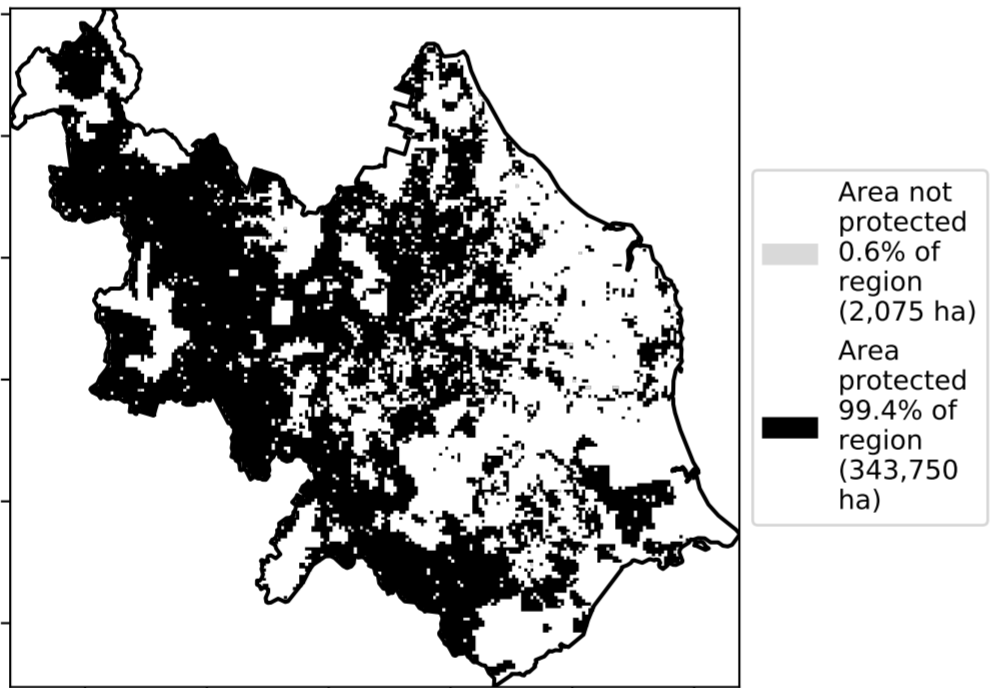 Area not
protected
0.6% of
region
(2,075 ha)
Area
protected
99.4% of
region
(343,750
ha)